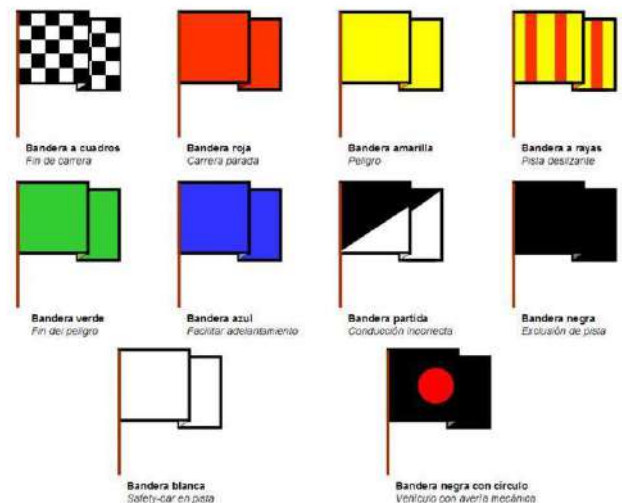 Bandera a cuadros
Fin de carrera
Bandera roja
Carrera parada
Bandera amarilla
Peligro
Bandera a rayas
Pista deslizante
Bandera verde
Fin del peligro
Bandera azul
Facilitar adelantamiento
Bandera partida
Conducción incorrecta
Bandera negra
Exclusión de pista
Bandera blanca
Safety-car en pista
Bandera negra con círculo
Vehículo con avería mecánica